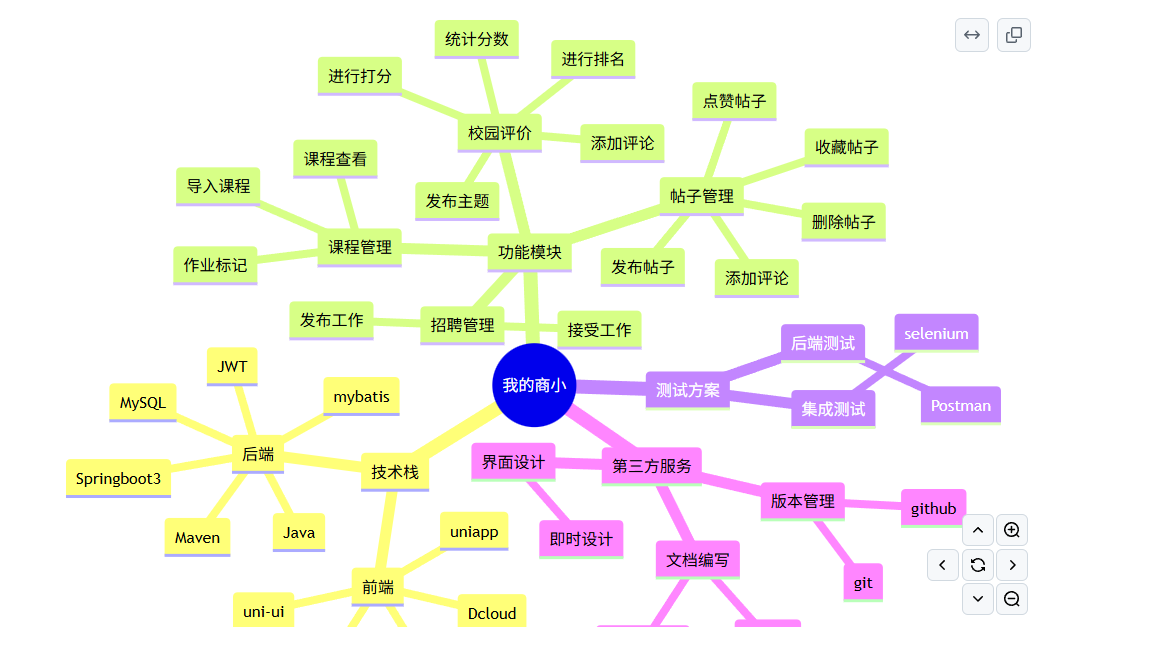 统计分数
进行排名
进行打分
点赞帖子
校园评价
添加评论
收藏帖子
课程查看
导入课程
发布主题
帖子管理
删除帖子
课程管理
功能模块
作业标记
发布帖子
添加评论
发布工作
招聘管理
接受工作
后端测试
selenium
JWT
我的商小
测试方案
MySQL
mybatis
集成测试
Postman
后端
技术栈
界面设计
第三方服务
Springboot3
版本管理
github
Maven
Java
uniapp
即时设计
文档编写
前端
git
uni-ui
Dcloud